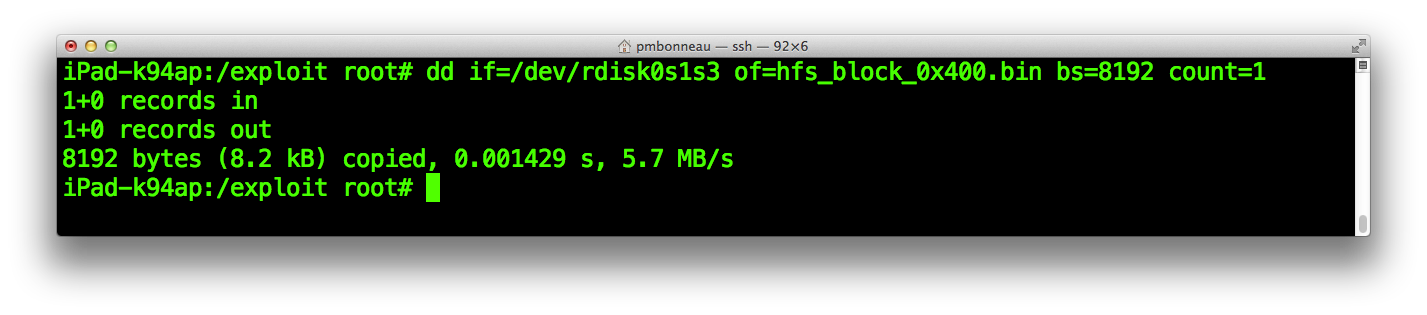 pmbonneau — ssh — 92×6
iPad-k94ap:/exploit root# dd if=/dev/rdisk0s1s3 of=hfs_block_0x400.bin bs=8192 count=1
1+0 records in
1+0 records out
8192 bytes (8.2 kB) copied, 0.001429 s, 5.7 MB/s
iPad-k94ap:/exploit root#